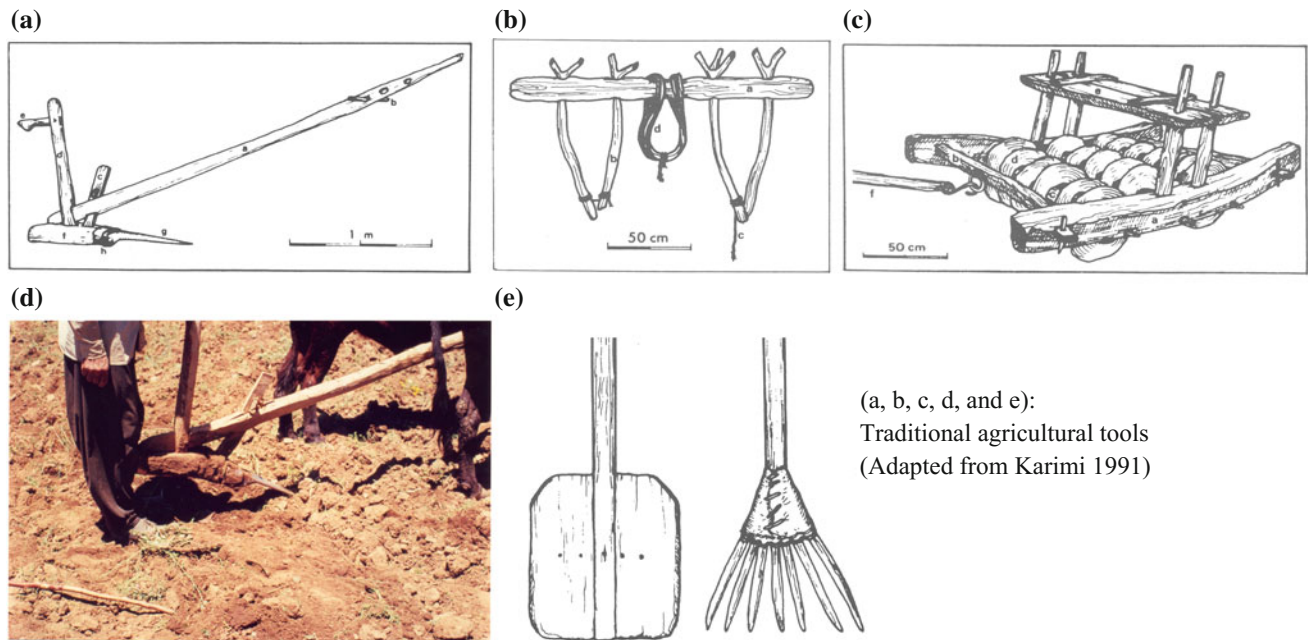 (a)
(b)
(c)
e
d
c
a
b
f
g
h
1 m
a
b
d
c
50 cm
e
b
d
f
a
50 cm
(d)
(e)
(a, b, c, d, and e):
Traditional agricultural tools
(Adapted from Karimi 1991)